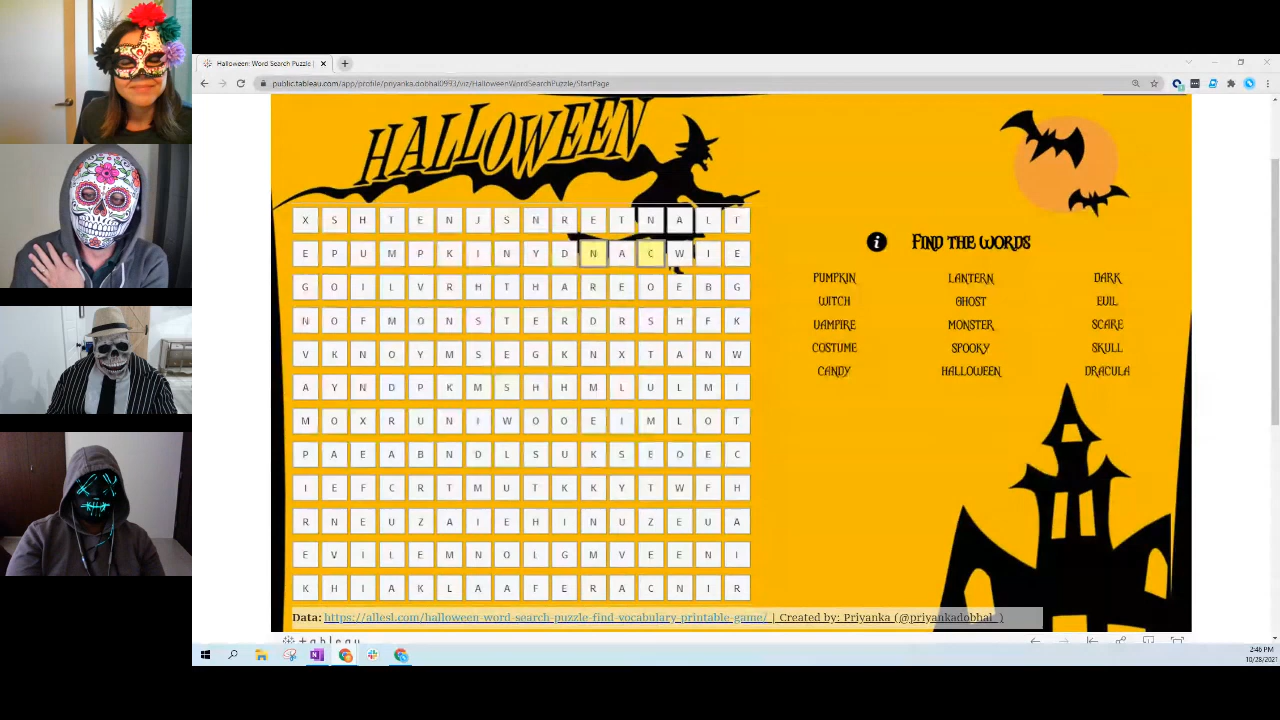 Halloween: Word Search Puzzle |
public.tableau.com/app/profile/priyanka.dobhal0993/viz/HalloweenWordSearchPuzzle/StartPage
HALLOWEEN
X S H T E N J S N R E T N A L T
E P U M P K I N Y D N A C W I E
G O I L V R H T H A R E O E B G
N O F M O N S T E R D R S H F K
V K N O Y M S E G K N X T A N W
A Y N D P K M S H H M L U L M I
M O X R U N I W O O E I M L O T
P A E A B N D L S U K S E O E C
I E F C R T M U T K K Y T W F H
R N E U Z A I E H I N U Z E U A
E V I L E M N O L G M V E E N I
K H I A K L A A F E R A C N I R
i FIND THE WORDS
PUMPKIN LANTERN DARK
WITCH GHOST EVIL
VAMPIRE MONSTER SCARE
COSTUME SPOOKY SKULL
CANDY HALLOWEEN DRACULA
Data: https://allesl.com/halloween-word-search-puzzle-find-vocabulary-printable-game/ | Created by: Priyanka (@priyankadobhal_)
+ a b l e a u
2:46 PM
10/28/2021